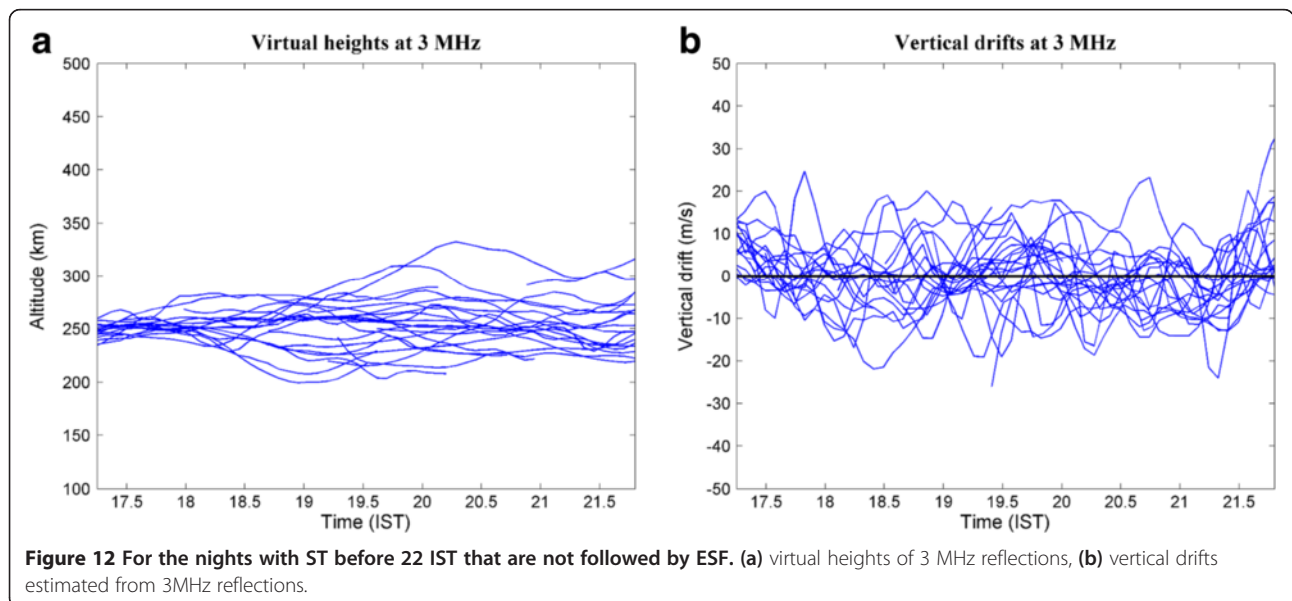 a
Virtual heights at 3 MHz
500
450
400
350
300
250
200
150
100
Altitude (km)
17.5 18 18.5 19 19.5 20 20.5 21 21.5
Time (IST)
b
Vertical drifts at 3 MHz
50
40
30
20
10
0
-10
-20
-30
-40
-50
Vertical drift (m/s)
17.5 18 18.5 19 19.5 20 20.5 21 21.5
Time (IST)
Figure 12 For the nights with ST before 22 IST that are not followed by ESF. (a) virtual heights of 3 MHz reflections, (b) vertical drifts
estimated from 3MHz reflections.